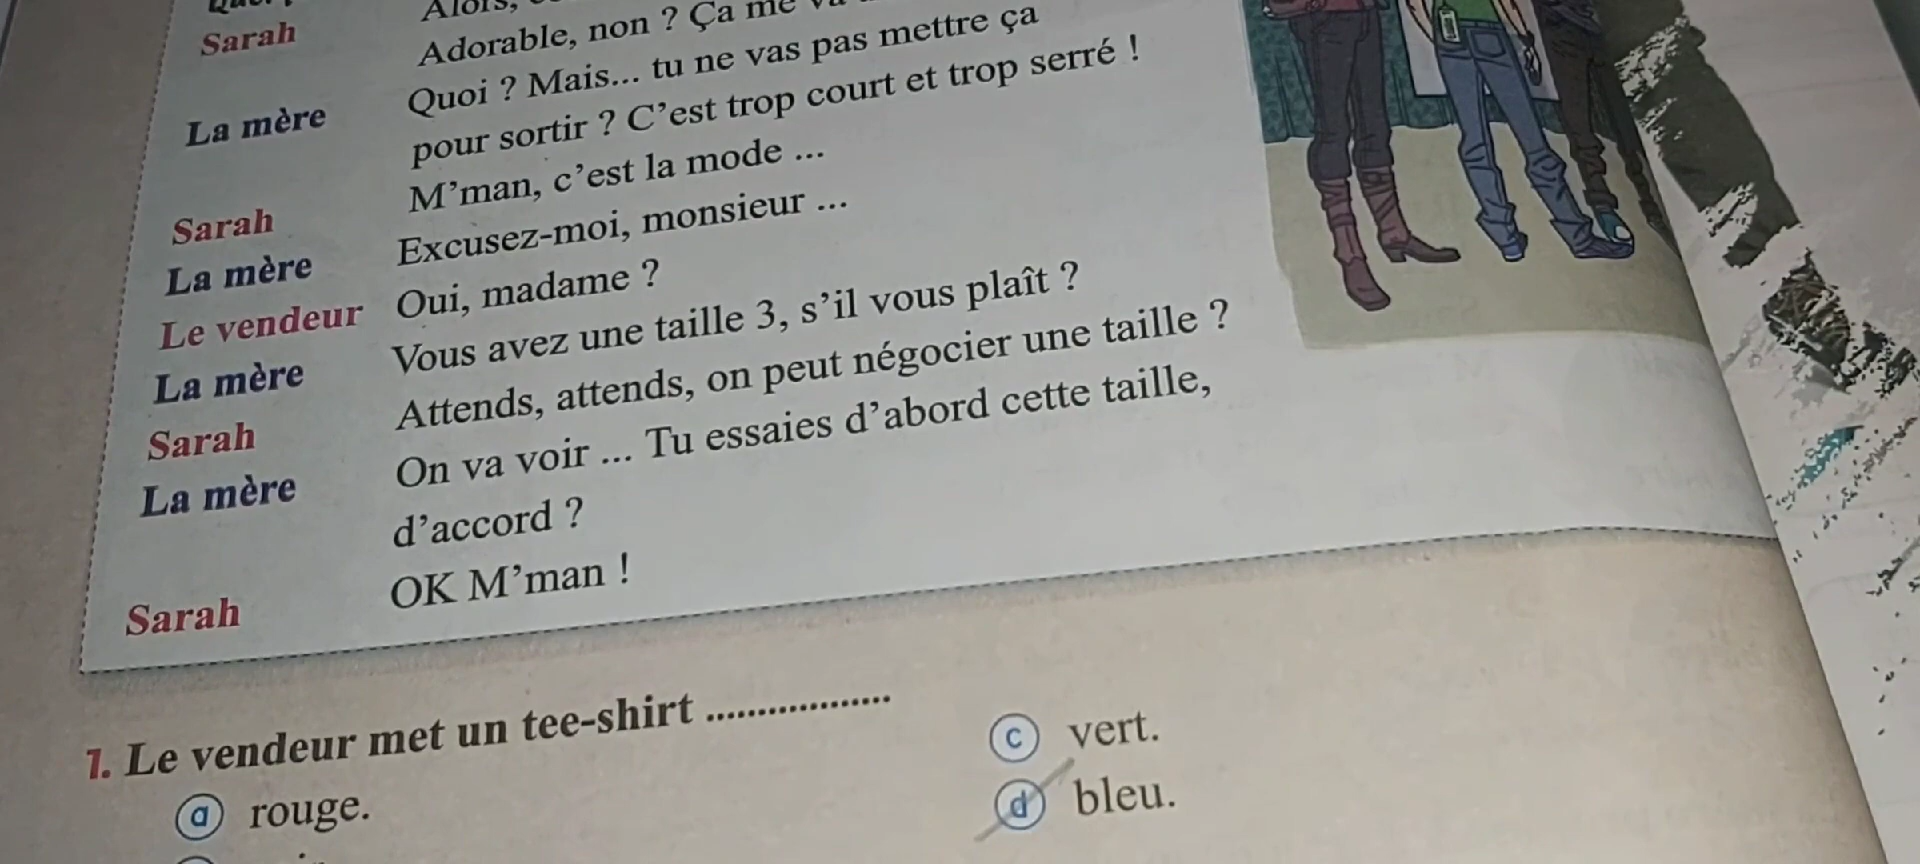 Sarah Alors,
Adorable, non ? Ça me
La mère Quoi ? Mais... tu ne vas pas mettre ça
pour sortir ? C'est trop court et trop serré !
Sarah M'man, c'est la mode ...
La mère Excusez-moi, monsieur ...
Le vendeur Oui, madame ?
La mère Vous avez une taille 3, s'il vous plaît ?
Sarah Attends, attends, on peut négocier une taille ?
La mère On va voir ... Tu essaies d'abord cette taille,
d'accord ?
Sarah OK M'man !
1. Le vendeur met un tee-shirt ..................
a rouge.
c vert.
d bleu.